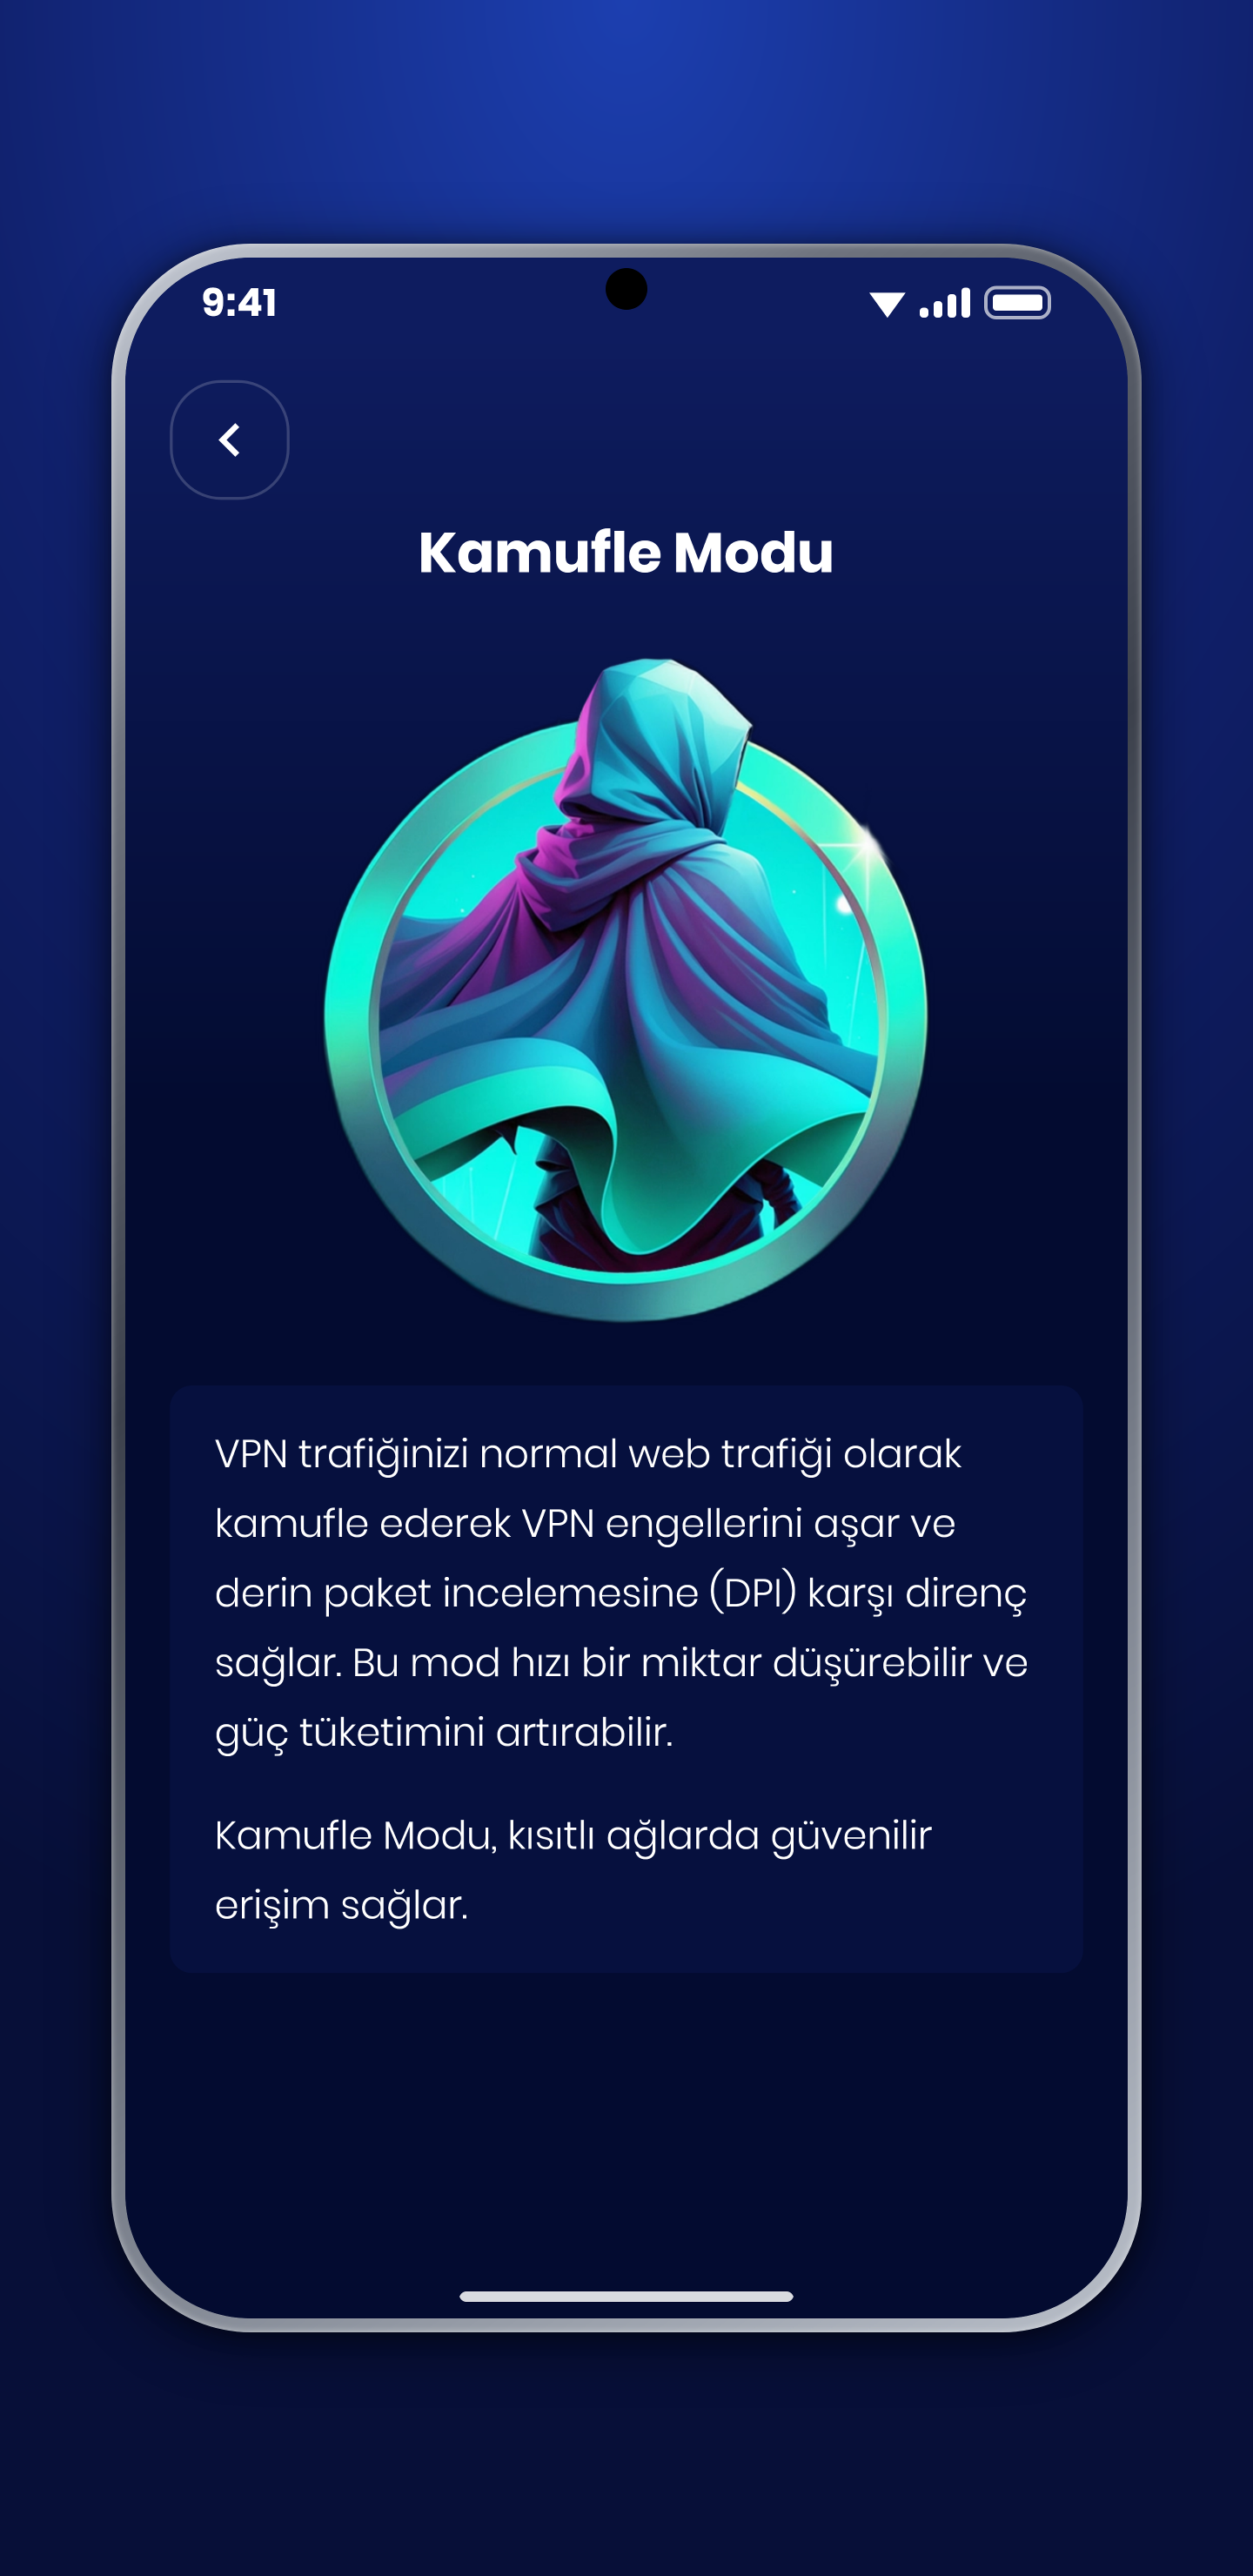 9:41
Kamufle Modu
VPN trafiğinizi normal web trafiği olarak
kamufle ederek VPN engellerini aşar ve
derin paket incelemesine (DPI) karşı direnç
sağlar. Bu mod hızı bir miktar düşürebilir ve
güç tüketimini artırabilir.
Kamufle Modu, kısıtlı ağlarda güvenilir
erişim sağlar.